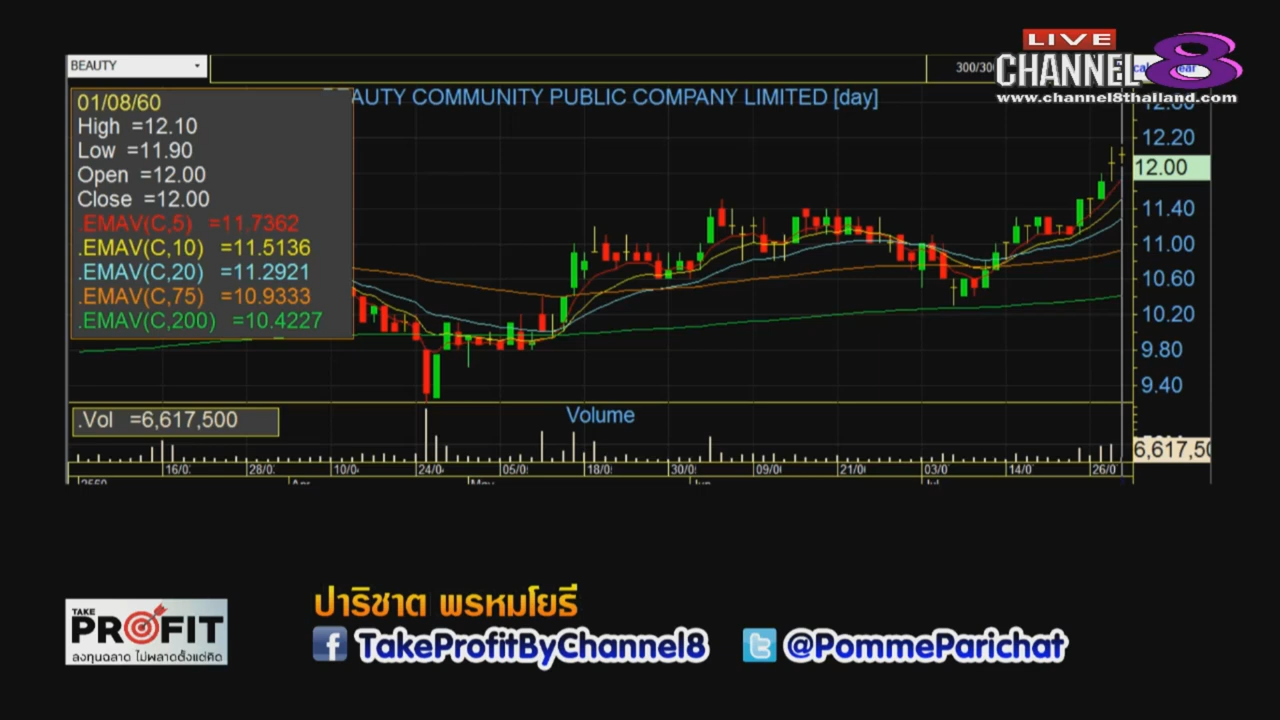 LIVE
CHANNEL 8
www.channel8thailand.com
BEAUTY
BEAUTY COMMUNITY PUBLIC COMPANY LIMITED [day]
01/08/60
High =12.10
Low =11.90
Open =12.00
Close =12.00
.EMAV(C,5) =11.7362
.EMAV(C,10) =11.5136
.EMAV(C,20) =11.2921
.EMAV(C,75) =10.9333
.EMAV(C,200) =10.4227
12.20
12.00
11.40
11.00
10.60
10.20
9.80
9.40
.Vol =6,617,500
Volume
6,617,50
16/0
28/0
10/0
24/0
05/0
18/0
30/0
09/0
21/0
03/0
14/0
26/0
TAKE
PROFIT
ลงทุนฉลาด ไม่พลาดตั้งแต่คิด
ปาริชาต พรหมโยธี
f TakeProfitByChannel8
@PommeParichat